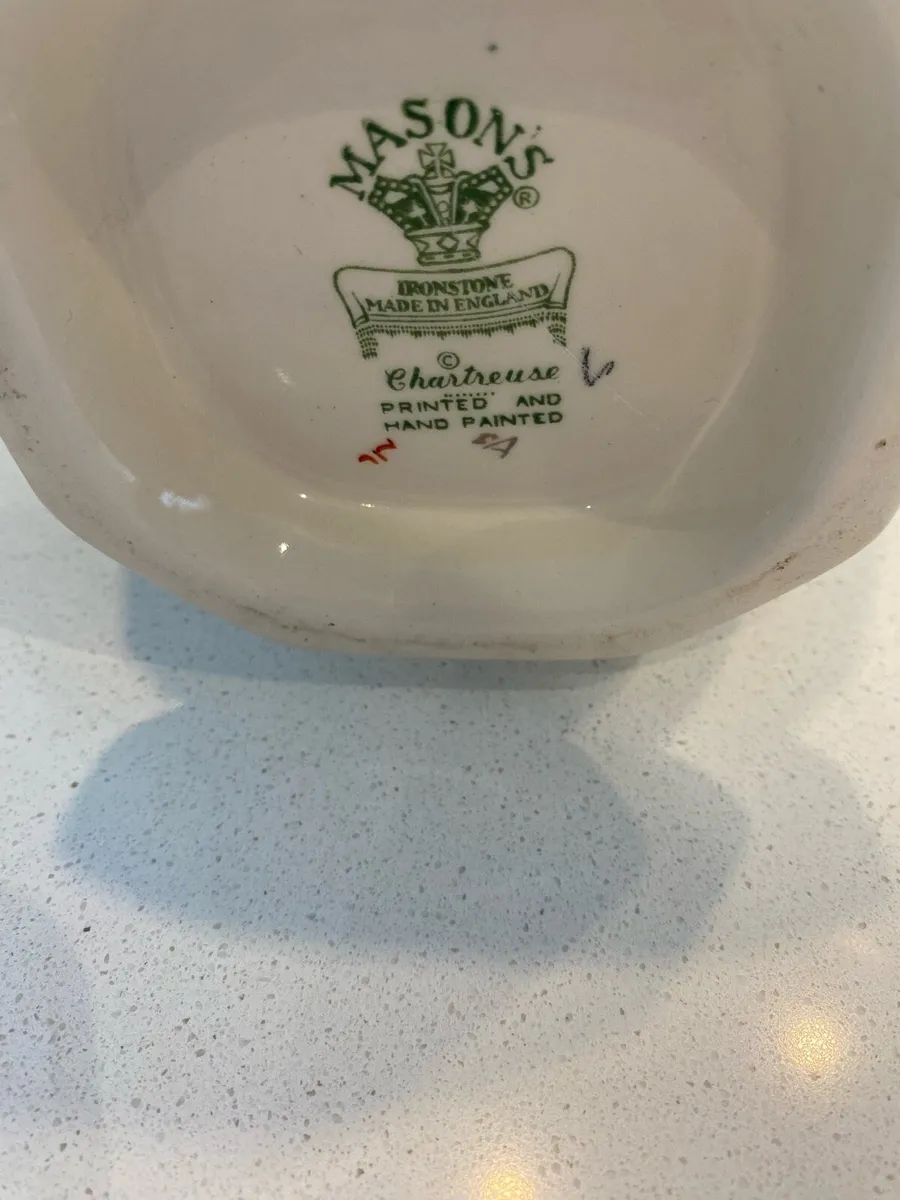 MASON'S
®
IRONSTONE
MADE IN ENGLAND
©
Chartreuse
PRINTED AND
HAND PAINTED